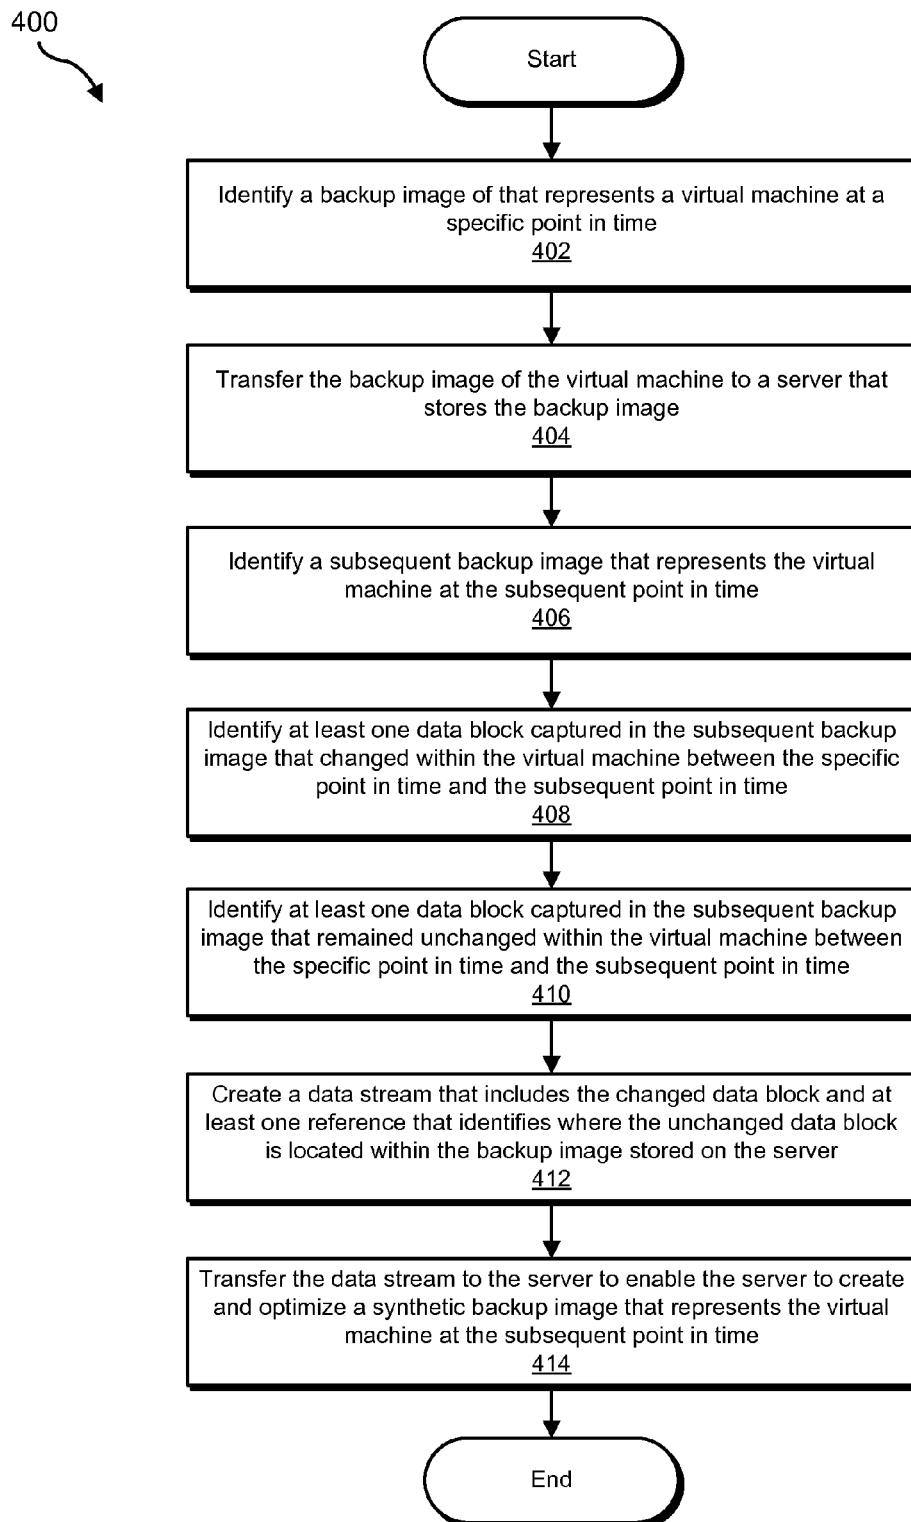 400
Start
Identify a backup image of that represents a virtual machine at a
specific point in time
402
Transfer the backup image of the virtual machine to a server that
stores the backup image
404
Identify a subsequent backup image that represents the virtual
machine at the subsequent point in time
406
Identify at least one data block captured in the subsequent backup
image that changed within the virtual machine between the specific
point in time and the subsequent point in time
408
Identify at least one data block captured in the subsequent backup
image that remained unchanged within the virtual machine between
the specific point in time and the subsequent point in time
410
Create a data stream that includes the changed data block and at
least one reference that identifies where the unchanged data block
is located within the backup image stored on the server
412
Transfer the data stream to the server to enable the server to create
and optimize a synthetic backup image that represents the virtual
machine at the subsequent point in time
414
End